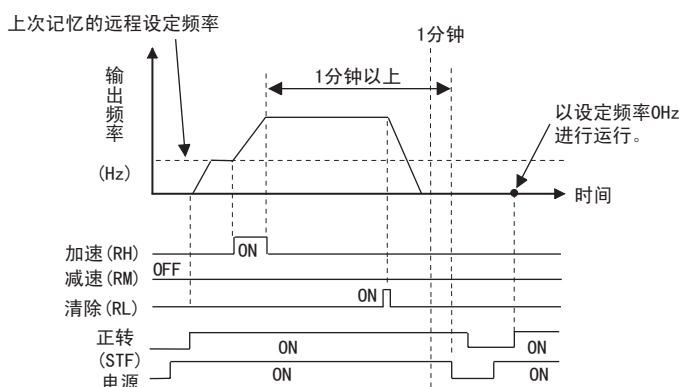 上次记忆的远程设定频率
1分钟
1分钟以上
输出频率
(Hz)
以设定频率0Hz
进行运行。
时间
加速(RH)
ON
减速(RM)
OFF
清除(RL)
ON
正转
(STF)
ON
ON
电源
ON
ON